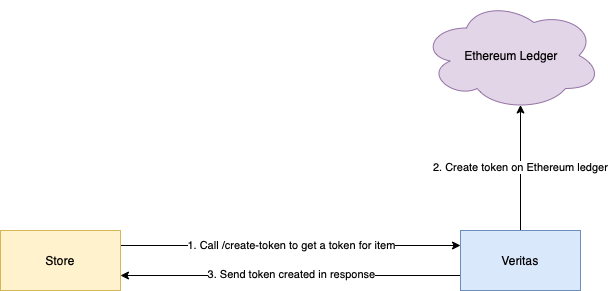 Ethereum Ledger
2. Create token on Ethereum ledger
1. Call /create-token to get a token for item
Store
Veritas
3. Send token created in response